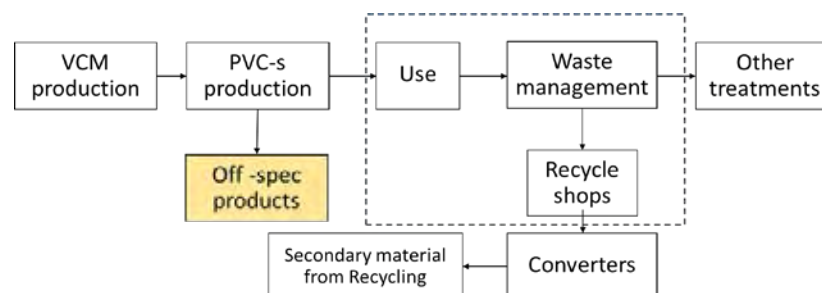 VCM
production
PVC-s
production
Use
Waste
management
Other
treatments
Off -spec
products
Recycle
shops
Secondary material
from Recycling
Converters